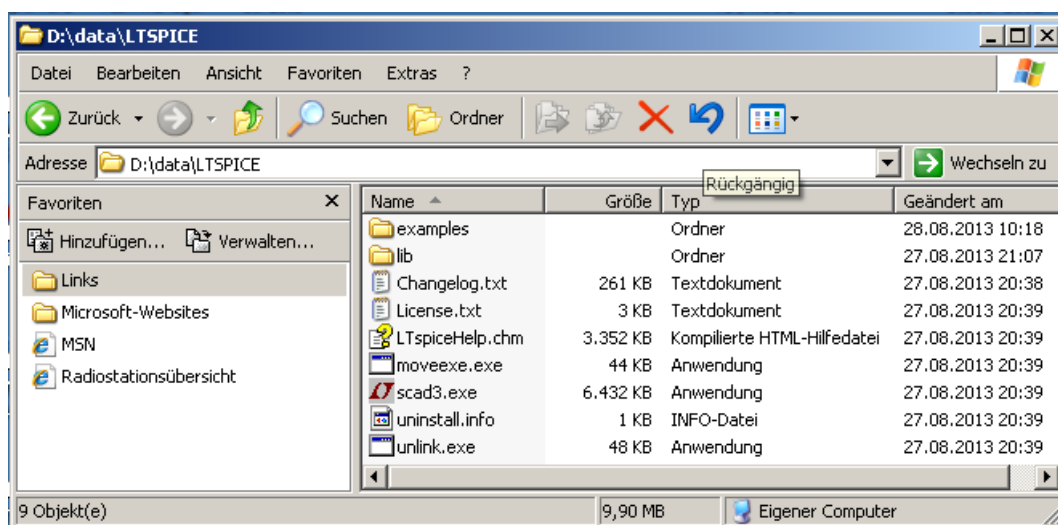 D:\data\LTSPICE
Datei Bearbeiten Ansicht Favoriten Extras ?
Zurück Suchen Ordner
Adresse D:\data\LTSPICE Wechseln zu
Rückgängig
Favoriten
Hinzufügen... Verwalten...
Links
Microsoft-Websites
MSN
Radiostationsübersicht
Name Größe Typ Geändert am
examples Ordner 28.08.2013 10:18
lib Ordner 27.08.2013 21:07
Changelog.txt 261 KB Textdokument 27.08.2013 20:38
License.txt 3 KB Textdokument 27.08.2013 20:39
LTspiceHelp.chm 3.352 KB Kompilierte HTML-Hilfedatei 27.08.2013 20:39
moveexe.exe 44 KB Anwendung 27.08.2013 20:39
scad3.exe 6.432 KB Anwendung 27.08.2013 20:39
uninstall.info 1 KB INFO-Datei 27.08.2013 20:39
unlink.exe 48 KB Anwendung 27.08.2013 20:39
9 Objekt(e) 9,90 MB Eigener Computer